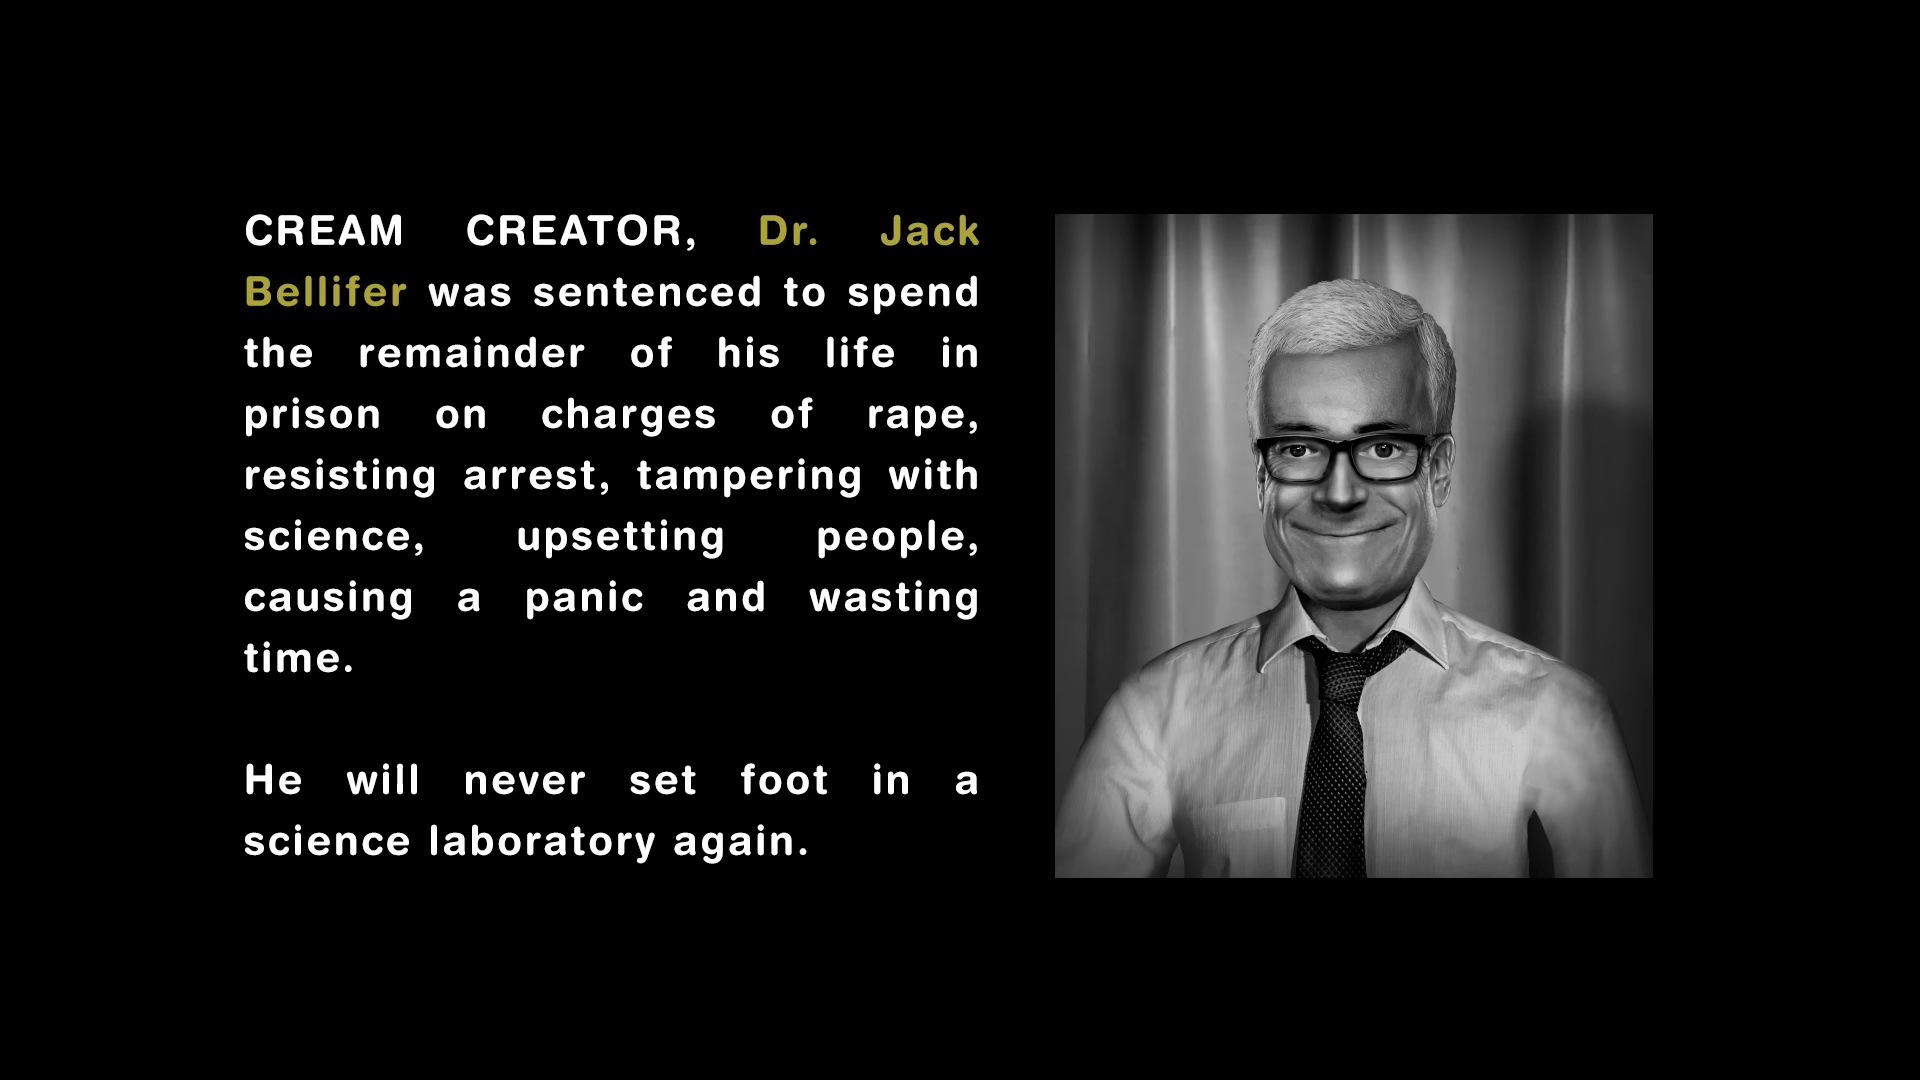 CREAM CREATOR, Dr. Jack
Bellifer was sentenced to spend
the remainder of his life in
prison on charges of rape,
resisting arrest, tampering with
science, upsetting people,
causing a panic and wasting
time.
He will never set foot in a
science laboratory again.